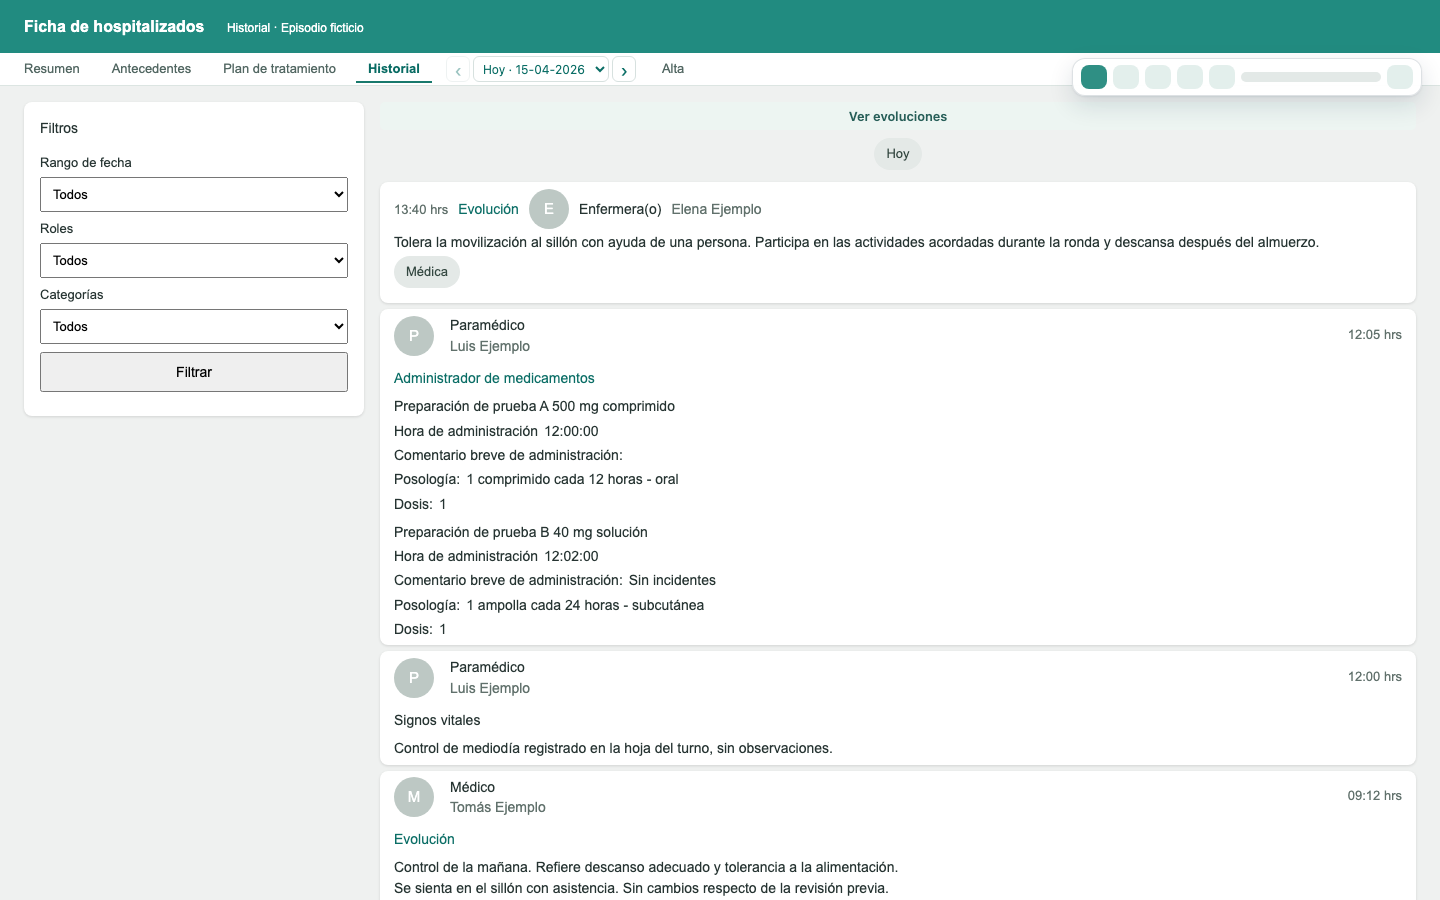 Ficha de hospitalizados Historial · Episodio ficticio
Resumen Antecedentes Plan de tratamiento Historial ‹ Hoy · 15-04-2026 › Alta
Filtros
Rango de fecha
Todos
Roles
Todos
Categorías
Todos
Filtrar
Ver evoluciones
Hoy
13:40 hrs Evolución E Enfermera(o) Elena Ejemplo
Tolera la movilización al sillón con ayuda de una persona. Participa en las actividades acordadas durante la ronda y descansa después del almuerzo.
Médica
P Paramédico 12:05 hrs
Luis Ejemplo
Administrador de medicamentos
Preparación de prueba A 500 mg comprimido
Hora de administración 12:00:00
Comentario breve de administración:
Posología: 1 comprimido cada 12 horas - oral
Dosis: 1
Preparación de prueba B 40 mg solución
Hora de administración 12:02:00
Comentario breve de administración: Sin incidentes
Posología: 1 ampolla cada 24 horas - subcutánea
Dosis: 1
P Paramédico 12:00 hrs
Luis Ejemplo
Signos vitales
Control de mediodía registrado en la hoja del turno, sin observaciones.
M Médico 09:12 hrs
Tomás Ejemplo
Evolución
Control de la mañana. Refiere descanso adecuado y tolerancia a la alimentación.
Se sienta en el sillón con asistencia. Sin cambios respecto de la revisión previa.